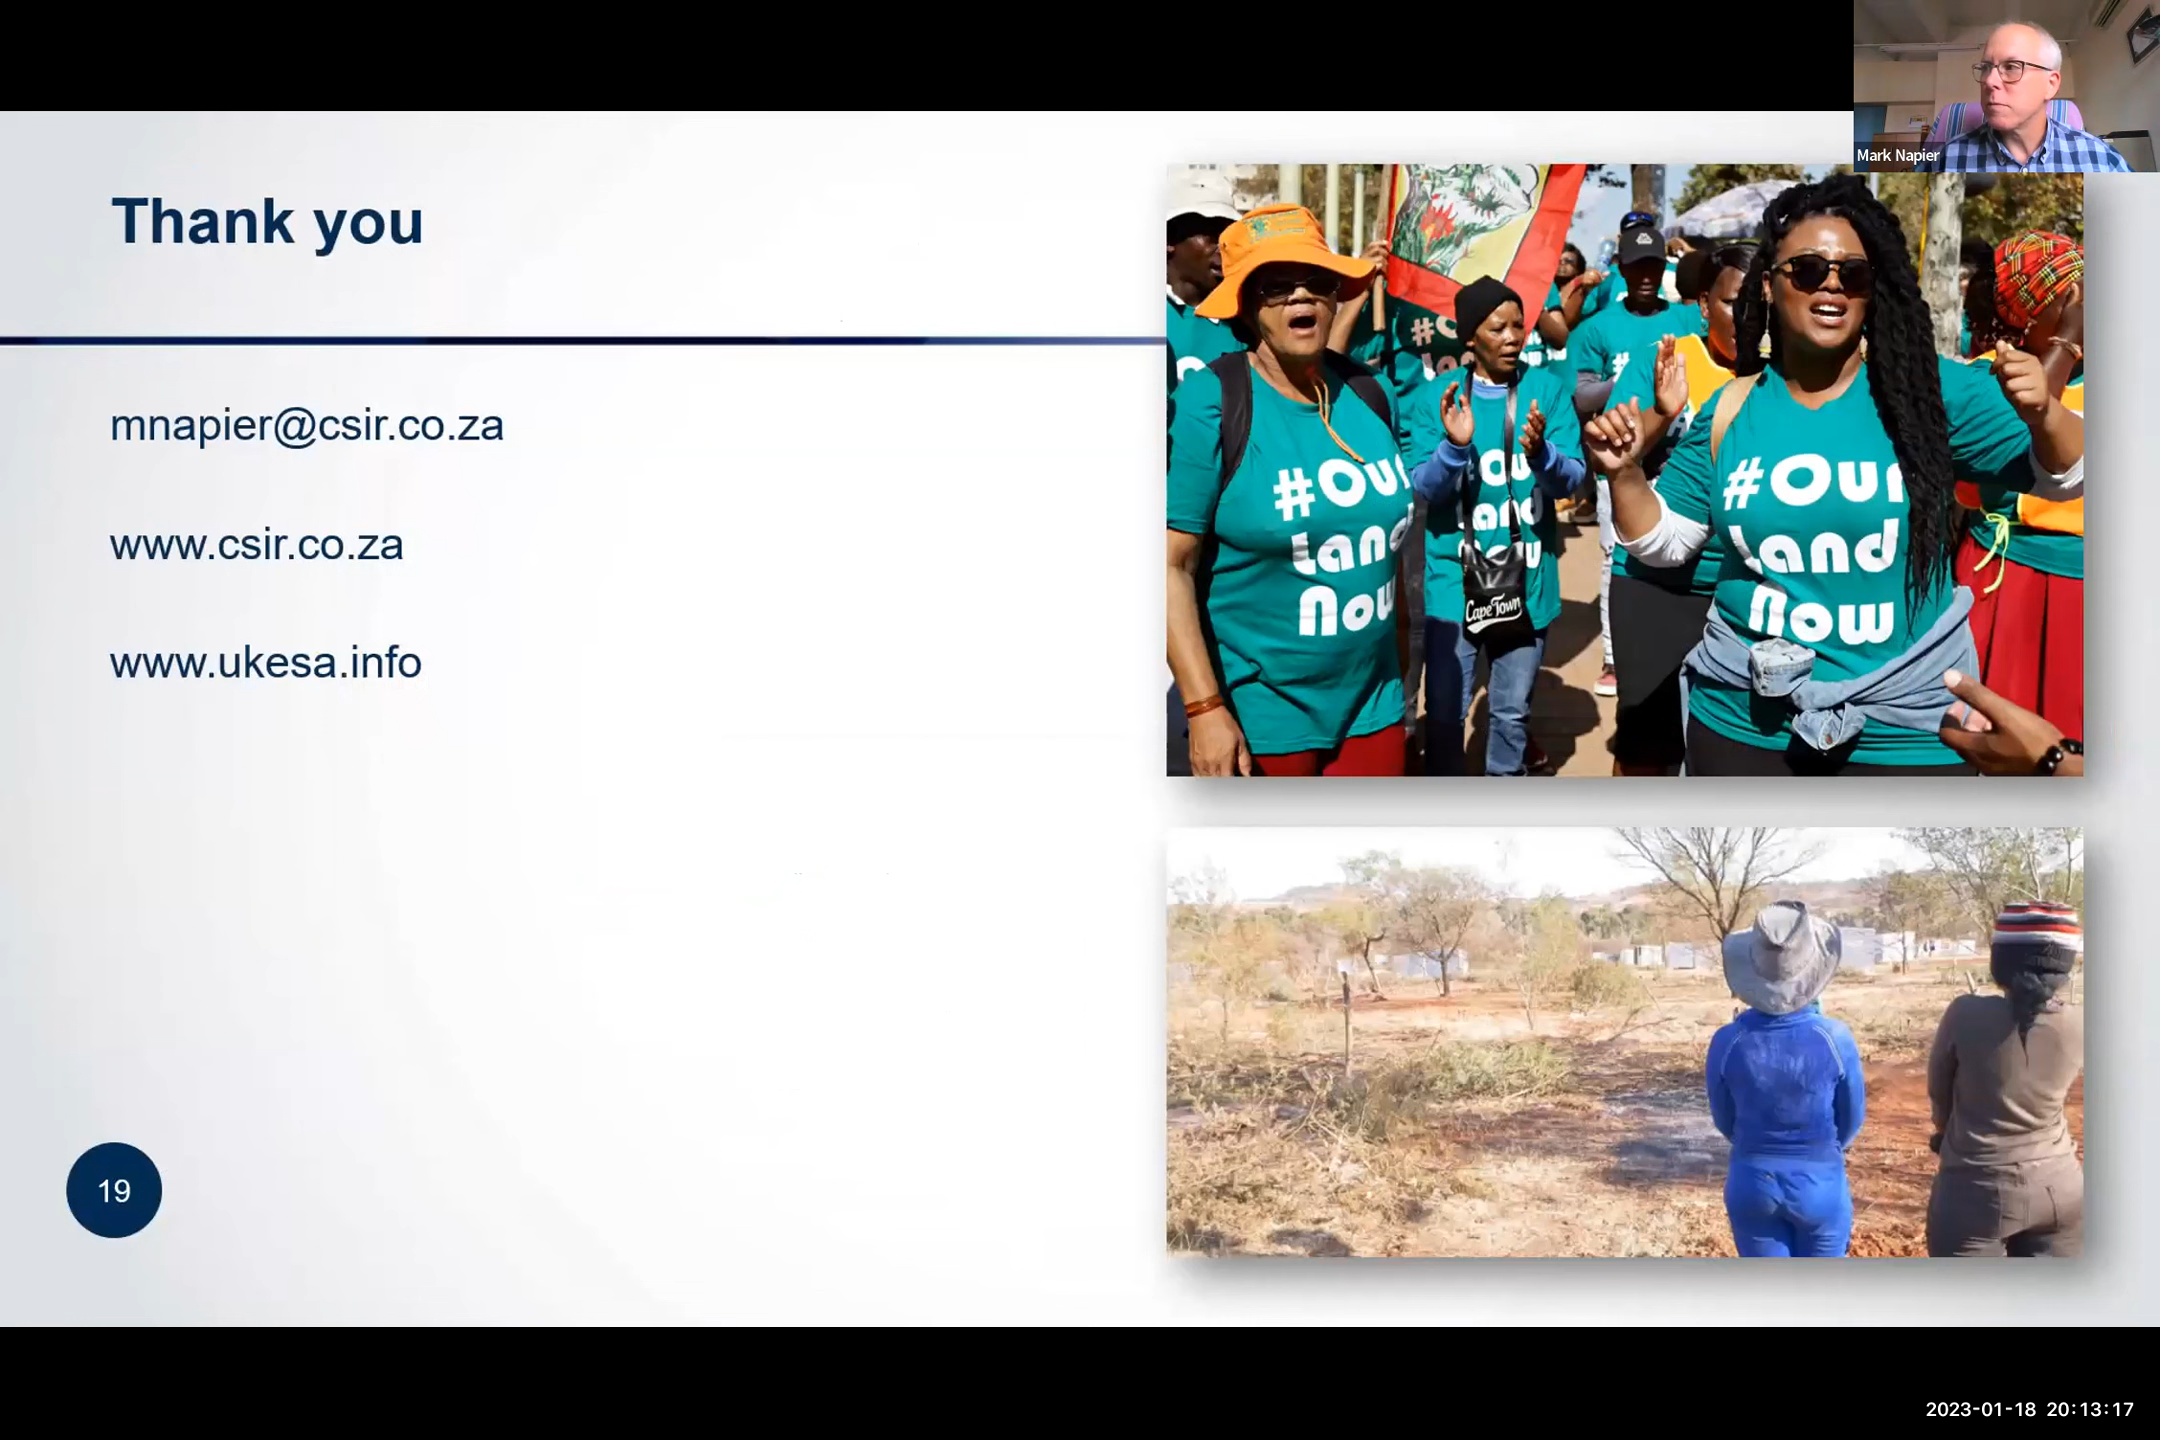 Mark Napier
Thank you
mnapier@csir.co.za
www.csir.co.za
www.ukesa.info
#Our
Land
Now
Cape Town
#Our
Land
Now
19
2023-01-18 20:13:17